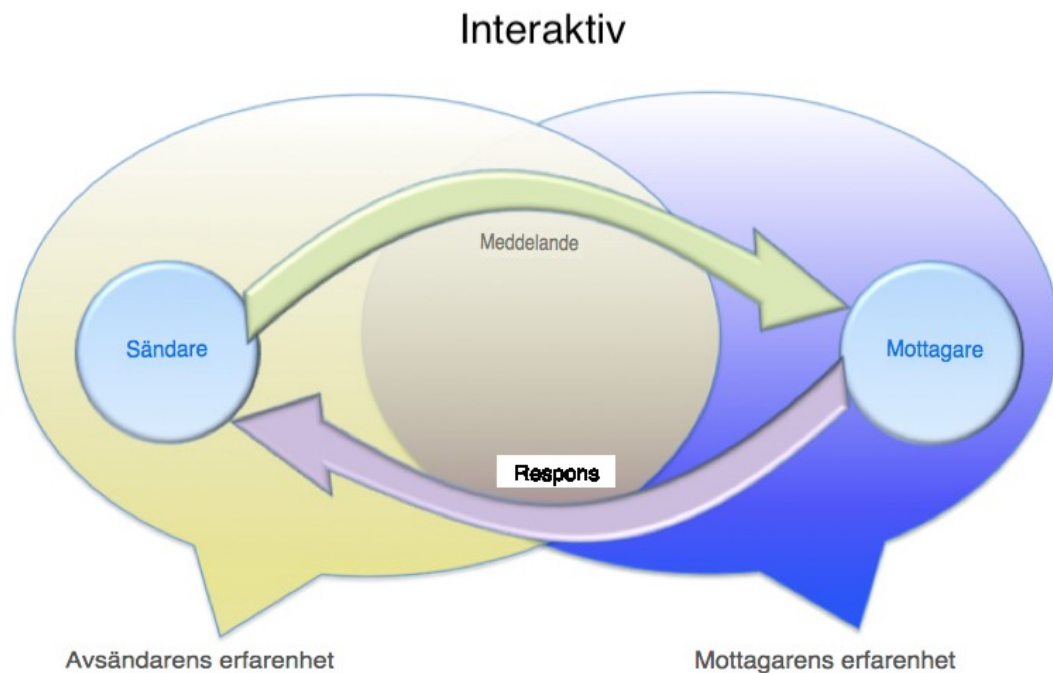 Interaktiv
Meddelande
Sändare
Mottagare
Respons
Avsändarens erfarenhet
Mottagarens erfarenhet